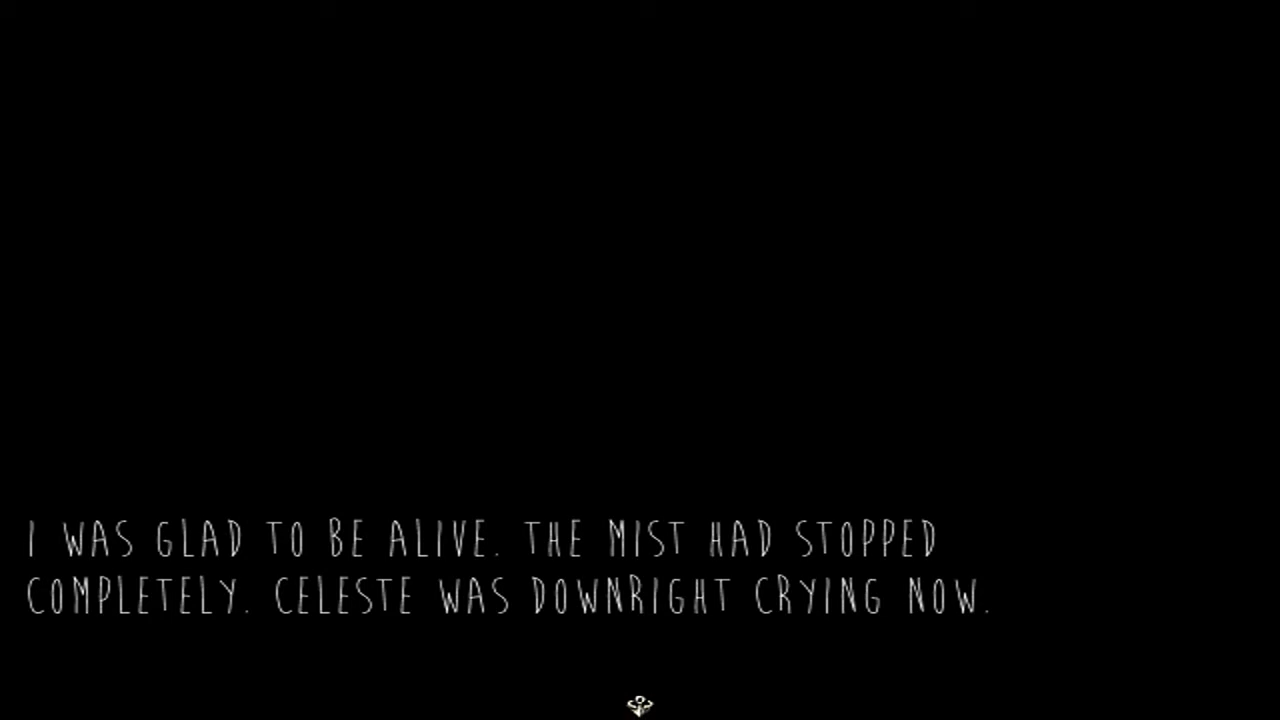 I WAS GLAD TO BE ALIVE. THE MIST HAD STOPPED
COMPLETELY. CELESTE WAS DOWNRIGHT CRYING NOW.